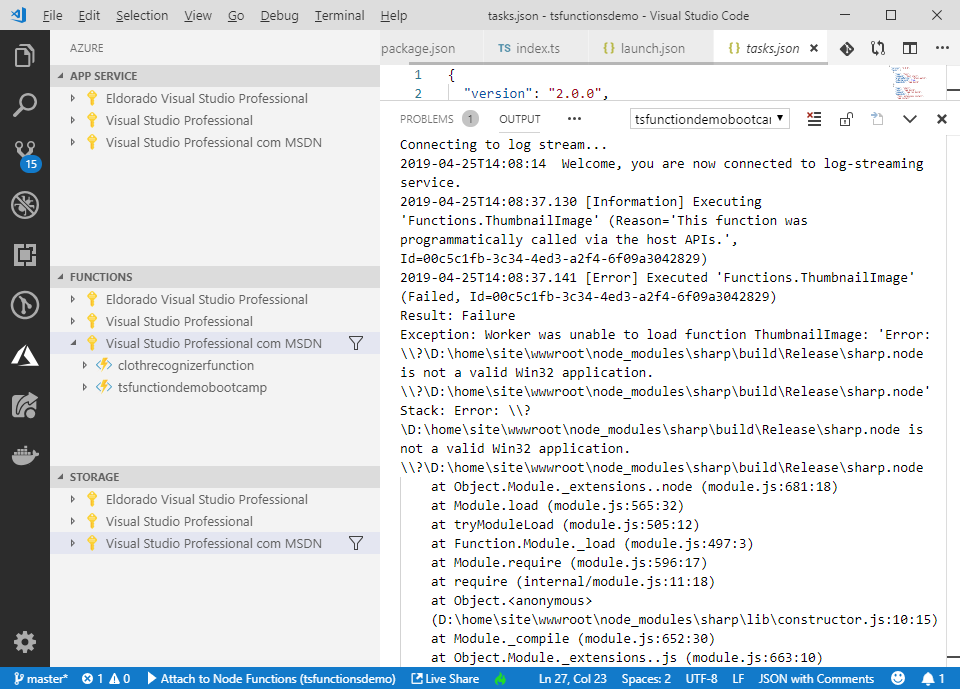 File Edit Selection View Go Debug Terminal Help tasks.json - tsfunctionsdemo - Visual Studio Code
AZURE
APP SERVICE
Eldorado Visual Studio Professional
Visual Studio Professional
Visual Studio Professional com MSDN
15
FUNCTIONS
Eldorado Visual Studio Professional
Visual Studio Professional
Visual Studio Professional com MSDN
clothrecognizerfunction
tsfunctiondemobootcamp
STORAGE
Eldorado Visual Studio Professional
Visual Studio Professional
Visual Studio Professional com MSDN
package.json TS index.ts {} launch.json {} tasks.json
1 {
2 "version": "2.0.0",
PROBLEMS 1 OUTPUT ••• tsfunctiondemobootcar
Connecting to log stream...
2019-04-25T14:08:14  Welcome, you are now connected to log-streaming
service.
2019-04-25T14:08:37.130 [Information] Executing
'Functions.ThumbnailImage' (Reason='This function was
programmatically called via the host APIs.',
Id=00c5c1fb-3c34-4ed3-a2f4-6f09a3042829)
2019-04-25T14:08:37.141 [Error] Executed 'Functions.ThumbnailImage'
(Failed, Id=00c5c1fb-3c34-4ed3-a2f4-6f09a3042829)
Result: Failure
Exception: Worker was unable to load function ThumbnailImage: 'Error:
\\?\D:\home\site\wwwroot\node_modules\sharp\build\Release\sharp.node
is not a valid Win32 application.
\\?\D:\home\site\wwwroot\node_modules\sharp\build\Release\sharp.node'
Stack: Error: \\?
\D:\home\site\wwwroot\node_modules\sharp\build\Release\sharp.node is
not a valid Win32 application.
\\?\D:\home\site\wwwroot\node_modules\sharp\build\Release\sharp.node
at Object.Module._extensions..node (module.js:681:18)
at Module.load (module.js:565:32)
at tryModuleLoad (module.js:505:12)
at Function.Module._load (module.js:497:3)
at Module.require (module.js:596:17)
at require (internal/module.js:11:18)
at Object.<anonymous>
(D:\home\site\wwwroot\node_modules\sharp\lib\constructor.js:10:15)
at Module._compile (module.js:652:30)
at Object.Module._extensions..js (module.js:663:10)
master* 1 0 Attach to Node Functions (tsfunctionsdemo) Live Share Ln 27, Col 23 Spaces: 2 UTF-8 LF JSON with Comments 1